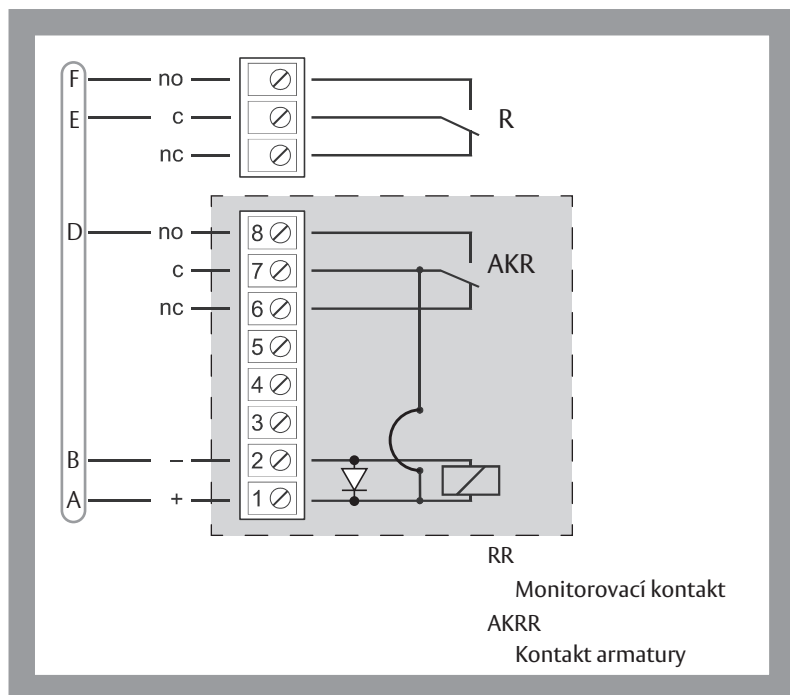 F no
E c R
nc
D no 8
c 7 AKR
nc 6
5
4
3
B – 2
A + 1
RR
Monitorovací kontakt
AKRR
Kontakt armatury